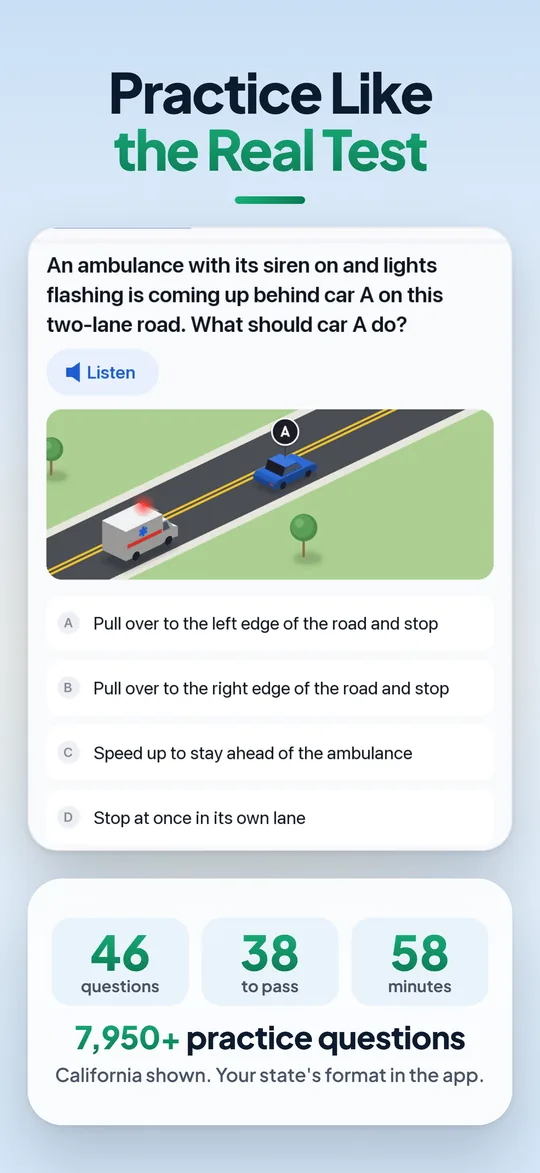 Practice Like
the Real Test
An ambulance with its siren on and lights
flashing is coming up behind car A on this
two-lane road. What should car A do?
Listen
A
A Pull over to the left edge of the road and stop
B Pull over to the right edge of the road and stop
C Speed up to stay ahead of the ambulance
D Stop at once in its own lane
46 38 58
questions to pass minutes
7,950+ practice questions
California shown. Your state's format in the app.